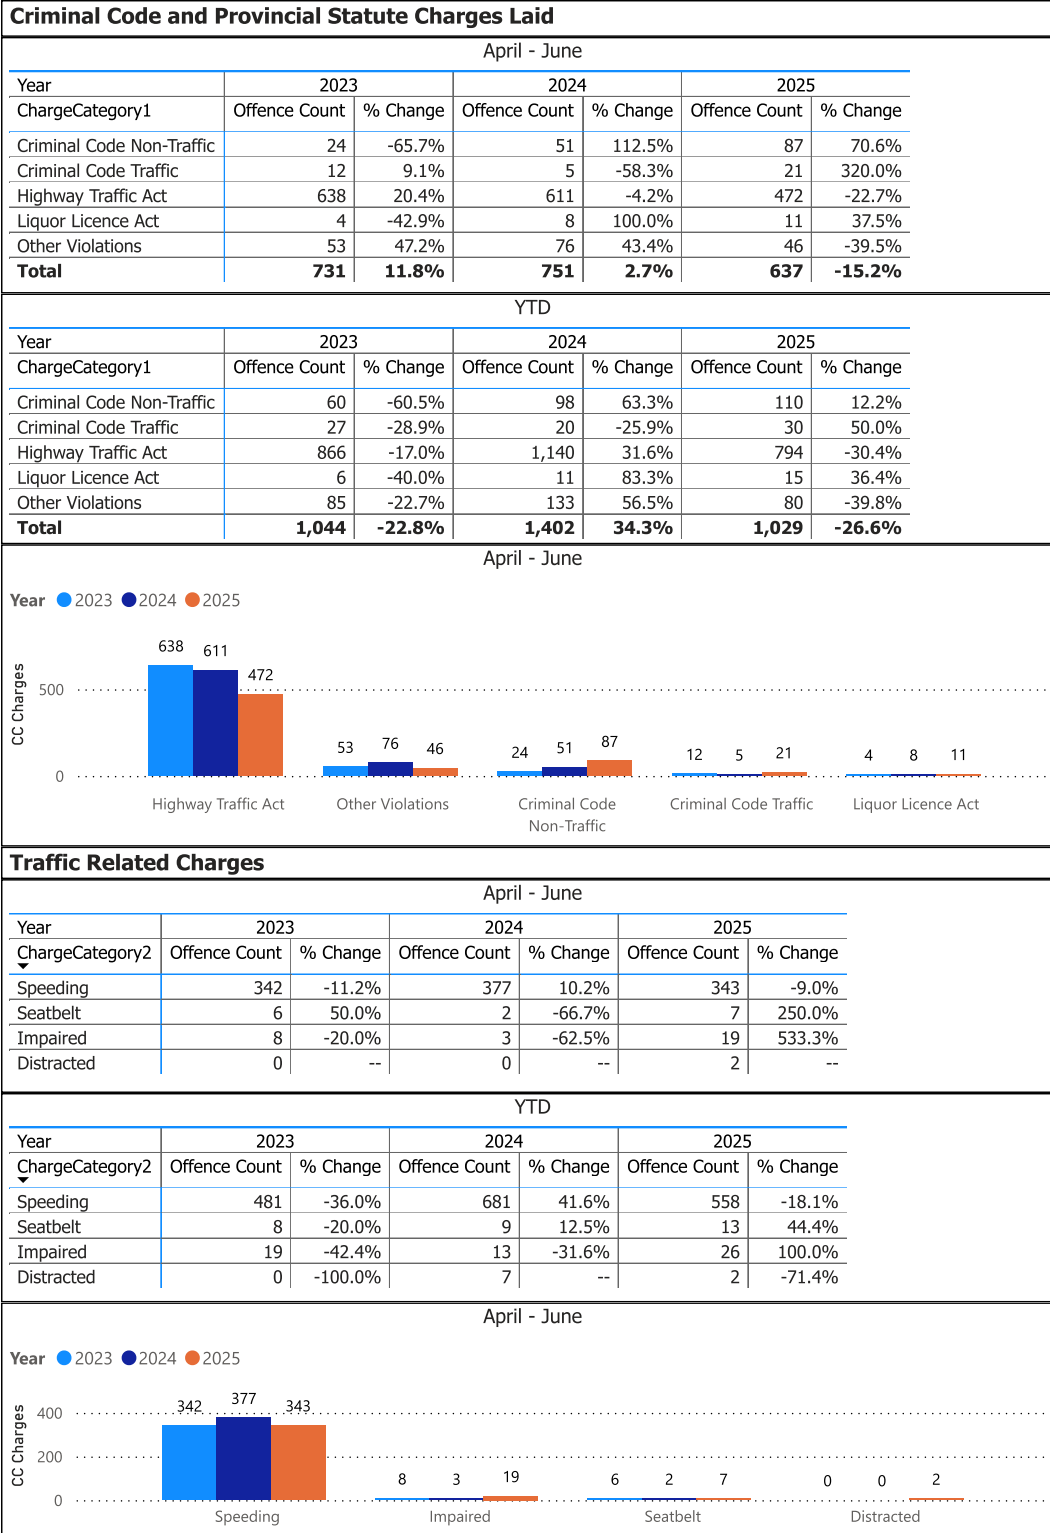 Criminal Code and Provincial Statute Charges Laid
April - June
Year 2023 2024 2025
ChargeCategory1 Offence Count % Change Offence Count % Change Offence Count % Change
Criminal Code Non-Traffic 24 -65.7% 51 112.5% 87 70.6%
Criminal Code Traffic 12 9.1% 5 -58.3% 21 320.0%
Highway Traffic Act 638 20.4% 611 -4.2% 472 -22.7%
Liquor Licence Act 4 -42.9% 8 100.0% 11 37.5%
Other Violations 53 47.2% 76 43.4% 46 -39.5%
Total 731 11.8% 751 2.7% 637 -15.2%
YTD
Year 2023 2024 2025
ChargeCategory1 Offence Count % Change Offence Count % Change Offence Count % Change
Criminal Code Non-Traffic 60 -60.5% 98 63.3% 110 12.2%
Criminal Code Traffic 27 -28.9% 20 -25.9% 30 50.0%
Highway Traffic Act 866 -17.0% 1,140 31.6% 794 -30.4%
Liquor Licence Act 6 -40.0% 11 83.3% 15 36.4%
Other Violations 85 -22.7% 133 56.5% 80 -39.8%
Total 1,044 -22.8% 1,402 34.3% 1,029 -26.6%
April - June
Year 2023 2024 2025
CC Charges
500
0
638 611 472
53 76 46
24 51 87
12 5 21
4 8 11
Highway Traffic Act Other Violations Criminal Code Criminal Code Traffic Liquor Licence Act
Non-Traffic
Traffic Related Charges
April - June
Year 2023 2024 2025
ChargeCategory2 Offence Count % Change Offence Count % Change Offence Count % Change
Speeding 342 -11.2% 377 10.2% 343 -9.0%
Seatbelt 6 50.0% 2 -66.7% 7 250.0%
Impaired 8 -20.0% 3 -62.5% 19 533.3%
Distracted 0 -- 0 -- 2 --
YTD
Year 2023 2024 2025
ChargeCategory2 Offence Count % Change Offence Count % Change Offence Count % Change
Speeding 481 -36.0% 681 41.6% 558 -18.1%
Seatbelt 8 -20.0% 9 12.5% 13 44.4%
Impaired 19 -42.4% 13 -31.6% 26 100.0%
Distracted 0 -100.0% 7 -- 2 -71.4%
April - June
Year 2023 2024 2025
CC Charges
400
200
0
342 377 343
8 3 19
6 2 7
0 0 2
Speeding Impaired Seatbelt Distracted